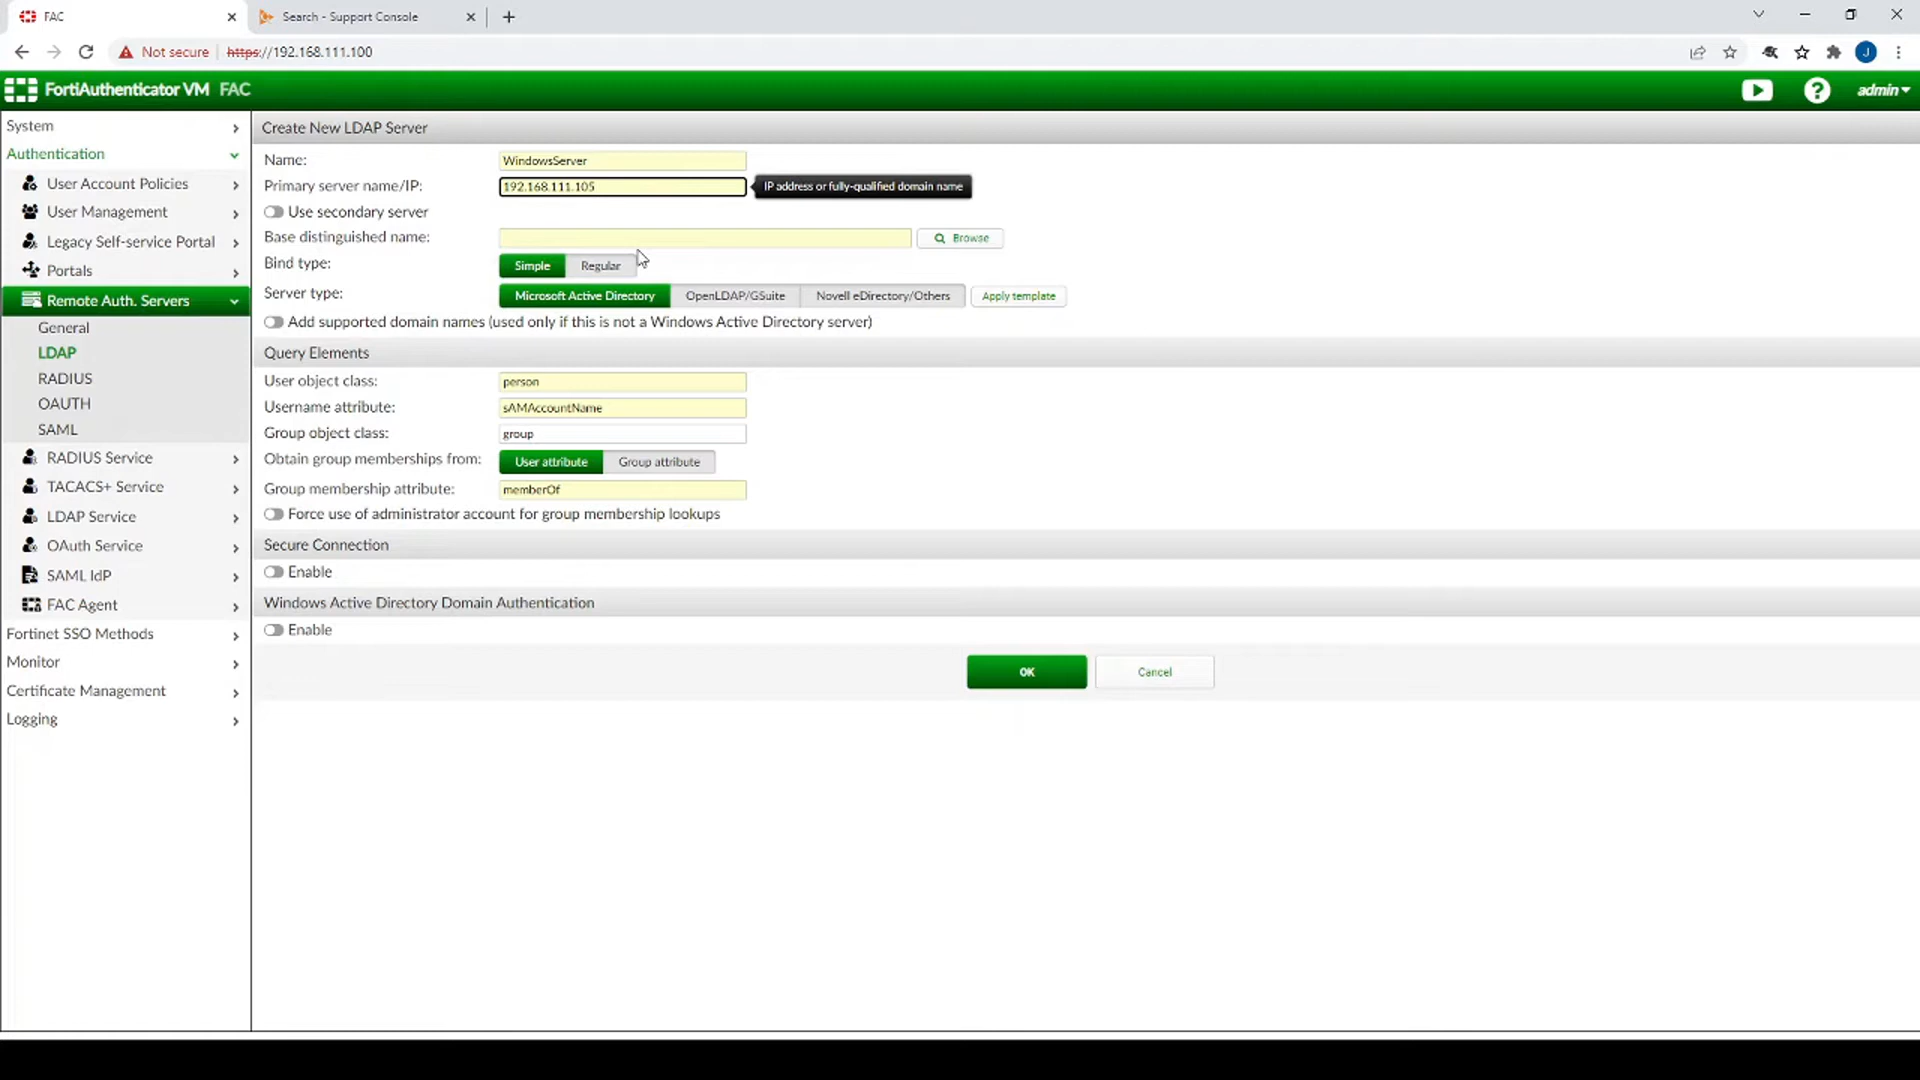 FAC
Search - Support Console
Not secure
https://192.168.111.100
J
FortiAuthenticator VM FAC
admin
System
Authentication
User Account Policies
User Management
Legacy Self-service Portal
Portals
Remote Auth. Servers
General
LDAP
RADIUS
OAUTH
SAML
RADIUS Service
TACACS+ Service
LDAP Service
OAuth Service
SAML IdP
FAC Agent
Fortinet SSO Methods
Monitor
Certificate Management
Logging
Create New LDAP Server
Name: WindowsServer
Primary server name/IP: 192.168.111.105 IP address or fully-qualified domain name
Use secondary server
Base distinguished name: Browse
Bind type: Simple Regular
Server type: Microsoft Active Directory OpenLDAP/GSuite Novell eDirectory/Others Apply template
Add supported domain names (used only if this is not a Windows Active Directory server)
Query Elements
User object class: person
Username attribute: sAMAccountName
Group object class: group
Obtain group memberships from: User attribute Group attribute
Group membership attribute: memberOf
Force use of administrator account for group membership lookups
Secure Connection
Enable
Windows Active Directory Domain Authentication
Enable
OK Cancel